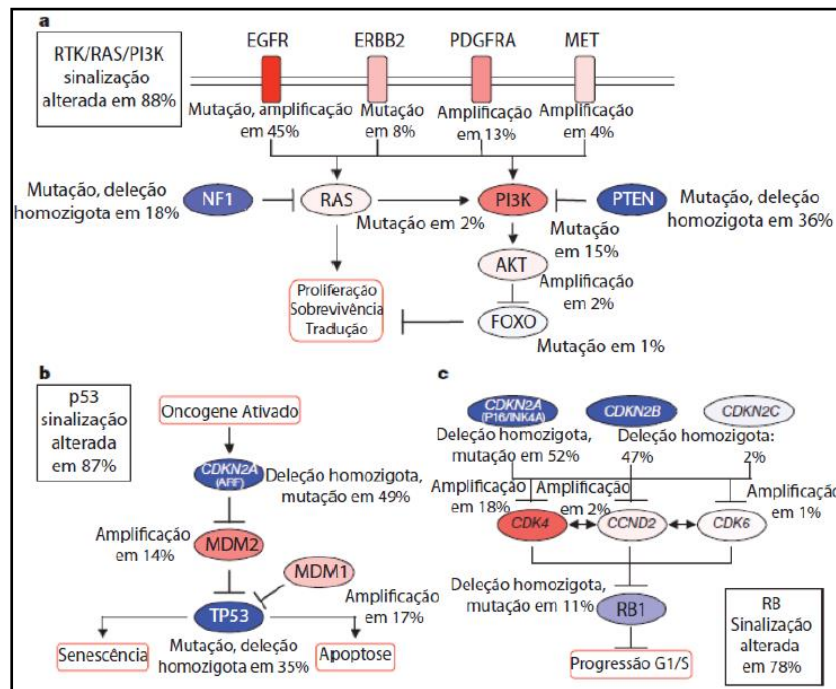 a
RTK/RAS/PI3K
sinalização
alterada em 88%
EGFR
ERBB2
PDGFRA
MET
Mutação, amplificação
em 45%
Mutação
em 8%
Amplificação
em 13%
Amplificação
em 4%
Mutação, deleção
homozigota em 18%
NF1
RAS
Mutação em 2%
PI3K
Mutação
em 15%
PTEN
Mutação, deleção
homozigota em 36%
AKT
Amplificação
em 2%
Proliferação
Sobrevivência
Tradução
FOXO
Mutação em 1%
b
p53
sinalização
alterada
em 87%
Oncogene Ativado
CDKN2A
(ARF)
Deleção homozigota,
mutação em 49%
Amplificação
em 14%
MDM2
MDM1
Amplificação
em 17%
TP53
Senescência
Mutação, deleção
homozigota em 35%
Apoptose
c
CDKN2A
(P16/INK4A)
CDKN2B
CDKN2C
Deleção homozigota,
mutação em 52%
Deleção homozigota:
47%
2%
Amplificação
em 18%
Amplificação
em 2%
Amplificação
em 1%
CDK4
CCND2
CDK6
Deleção homozigota,
mutação em 11%
RB1
Progressão G1/S
RB
Sinalização
alterada
em 78%